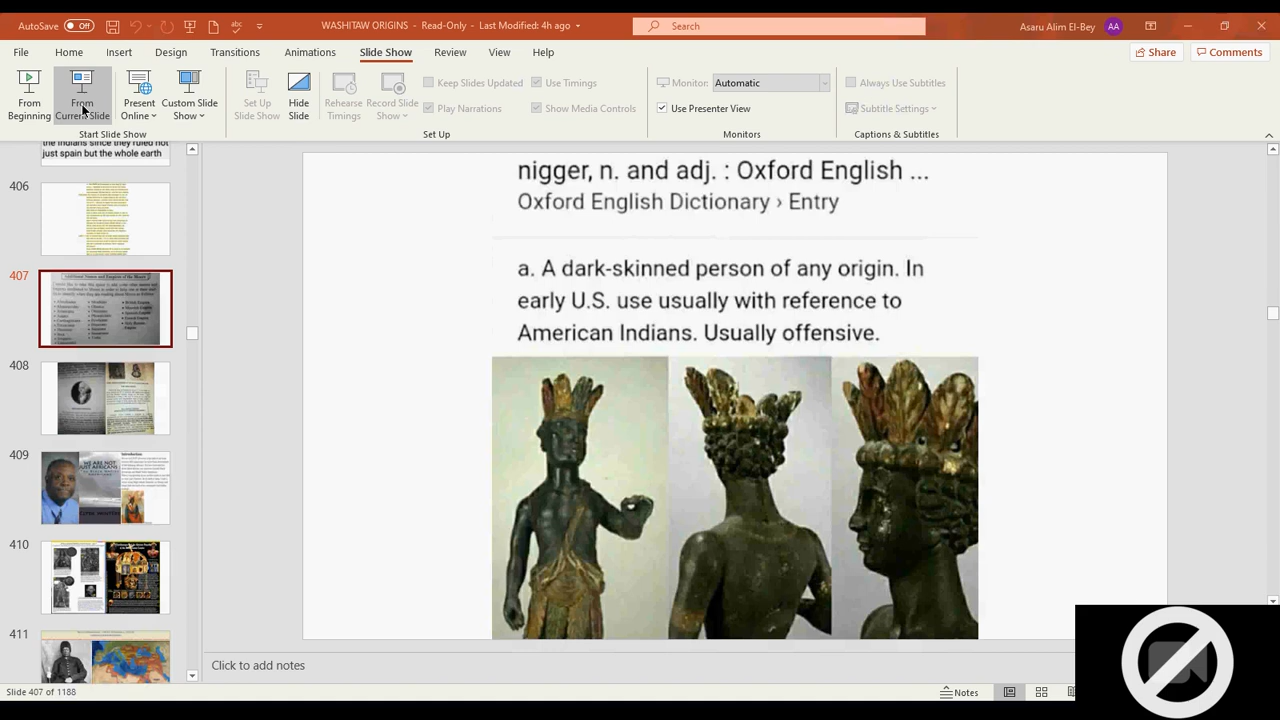 AutoSave Off
WASHITAW ORIGINS - Read-Only - Last Modified: 4h ago
Search
Asaru Alim El-Bey AA
File Home Insert Design Transitions Animations Slide Show Review View Help
Share Comments
From Beginning
From Current Slide
Present Online
Custom Slide Show
Set Up Slide Show
Hide Slide
Rehearse Timings
Record Slide Show
Keep Slides Updated
Play Narrations
Use Timings
Show Media Controls
Monitor: Automatic
Use Presenter View
Always Use Subtitles
Subtitle Settings
Start Slide Show
Set Up
Monitors
Captions & Subtitles
the Indians since they ruled not
just spain but the whole earth
406
407
408
409
WE ARE NOT
JUST AFRICANS
410
411
nigger, n. and adj. : Oxford English ...
Oxford English Dictionary › Entry
a. A dark-skinned person of any origin. In
early U.S. use usually with reference to
American Indians. Usually offensive.
Click to add notes
Slide 407 of 1188
Notes